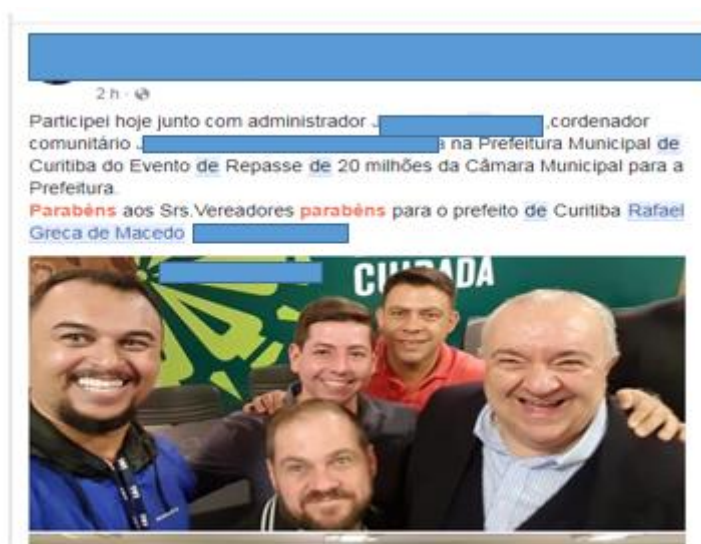 2 h ·
Participei hoje junto com administrador ,cordenador
comunitário na Prefeitura Municipal de
Curitiba do Evento de Repasse de 20 milhões da Câmara Municipal para a
Prefeitura.
Parabéns aos Srs.Vereadores parabéns para o prefeito de Curitiba Rafael
Greca de Macedo
CUIDADA